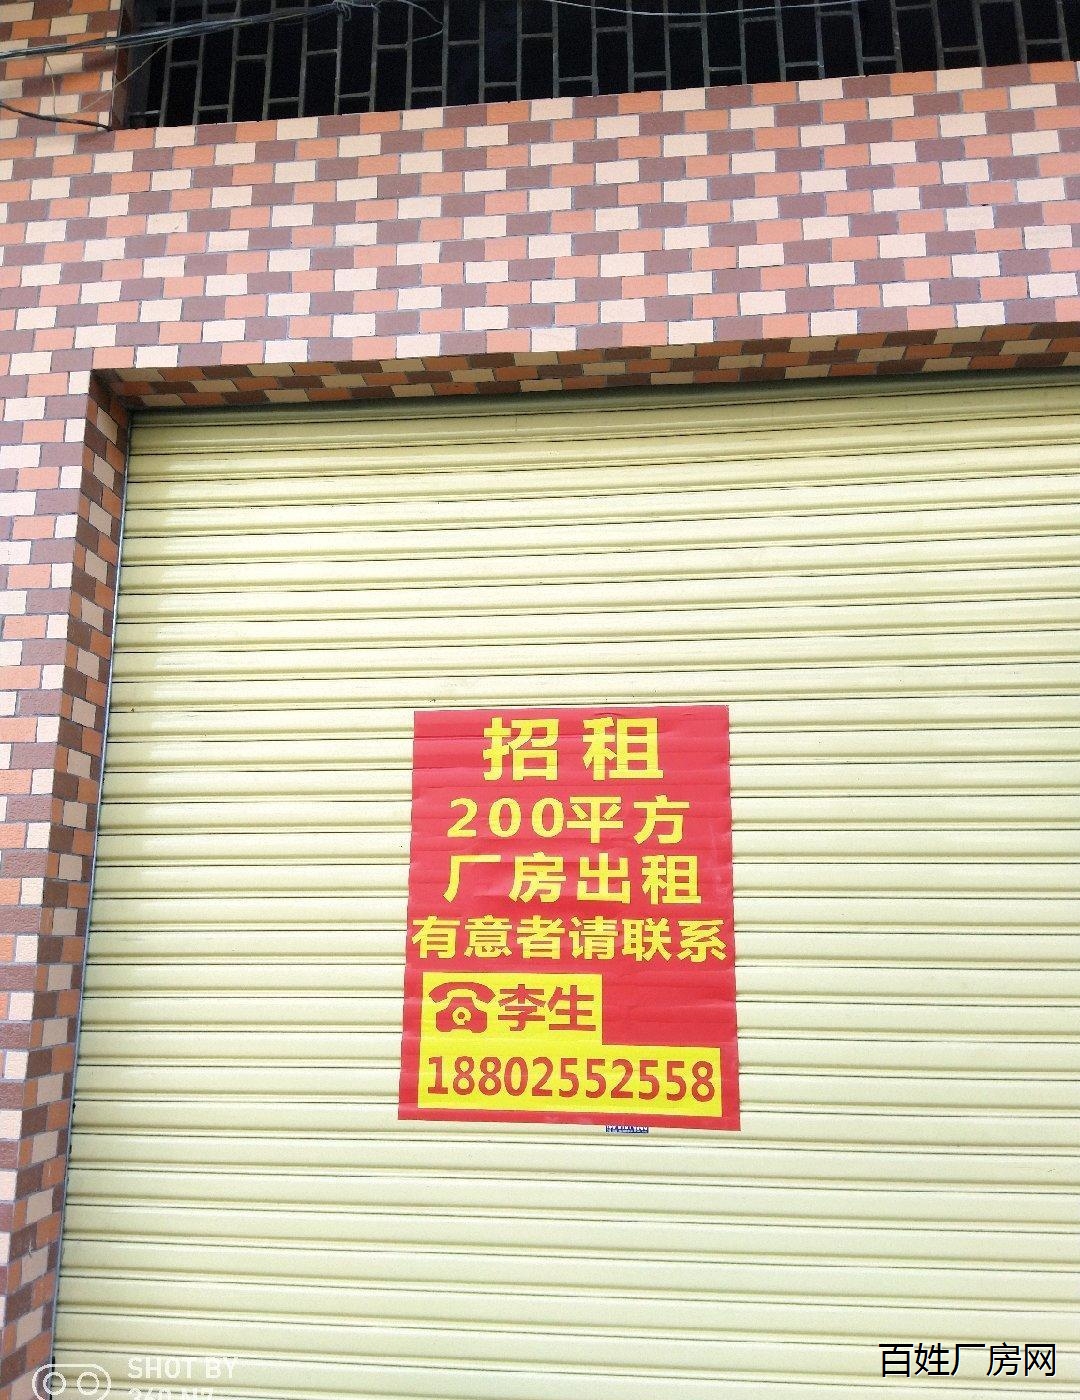 招租
200平方
厂房出租
有意者请联系
李生
18802552558
百姓厂房网
SHOT BY